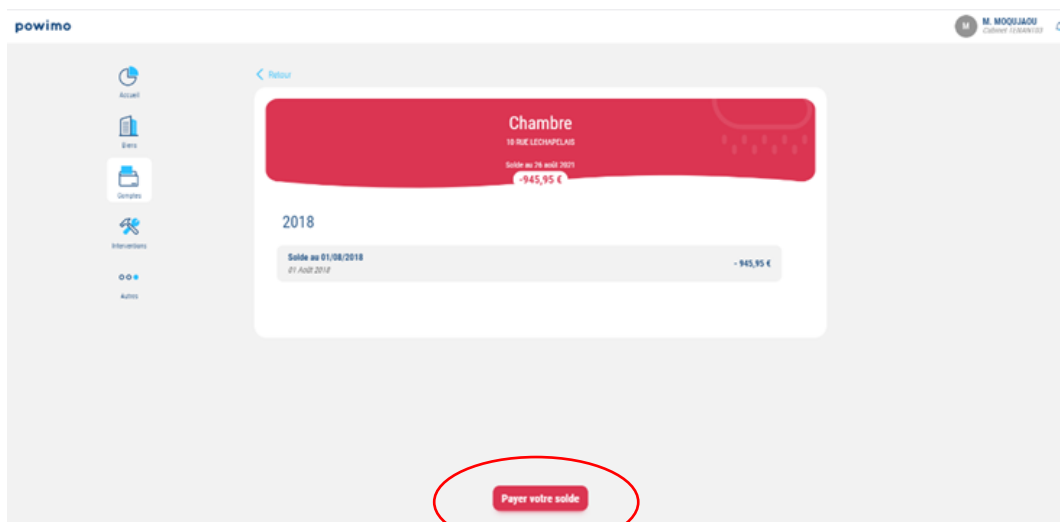 powimo
M
M. MOQUJAOU
Accueil
Biens
Comptes
Interventions
Autres
Retour
Chambre
10 RUE LECHAPELAIS
Solde au 26 août 2021
-945,95 €
2018
Solde au 01/08/2018
01 Août 2018
- 945,95 €
Payer votre solde